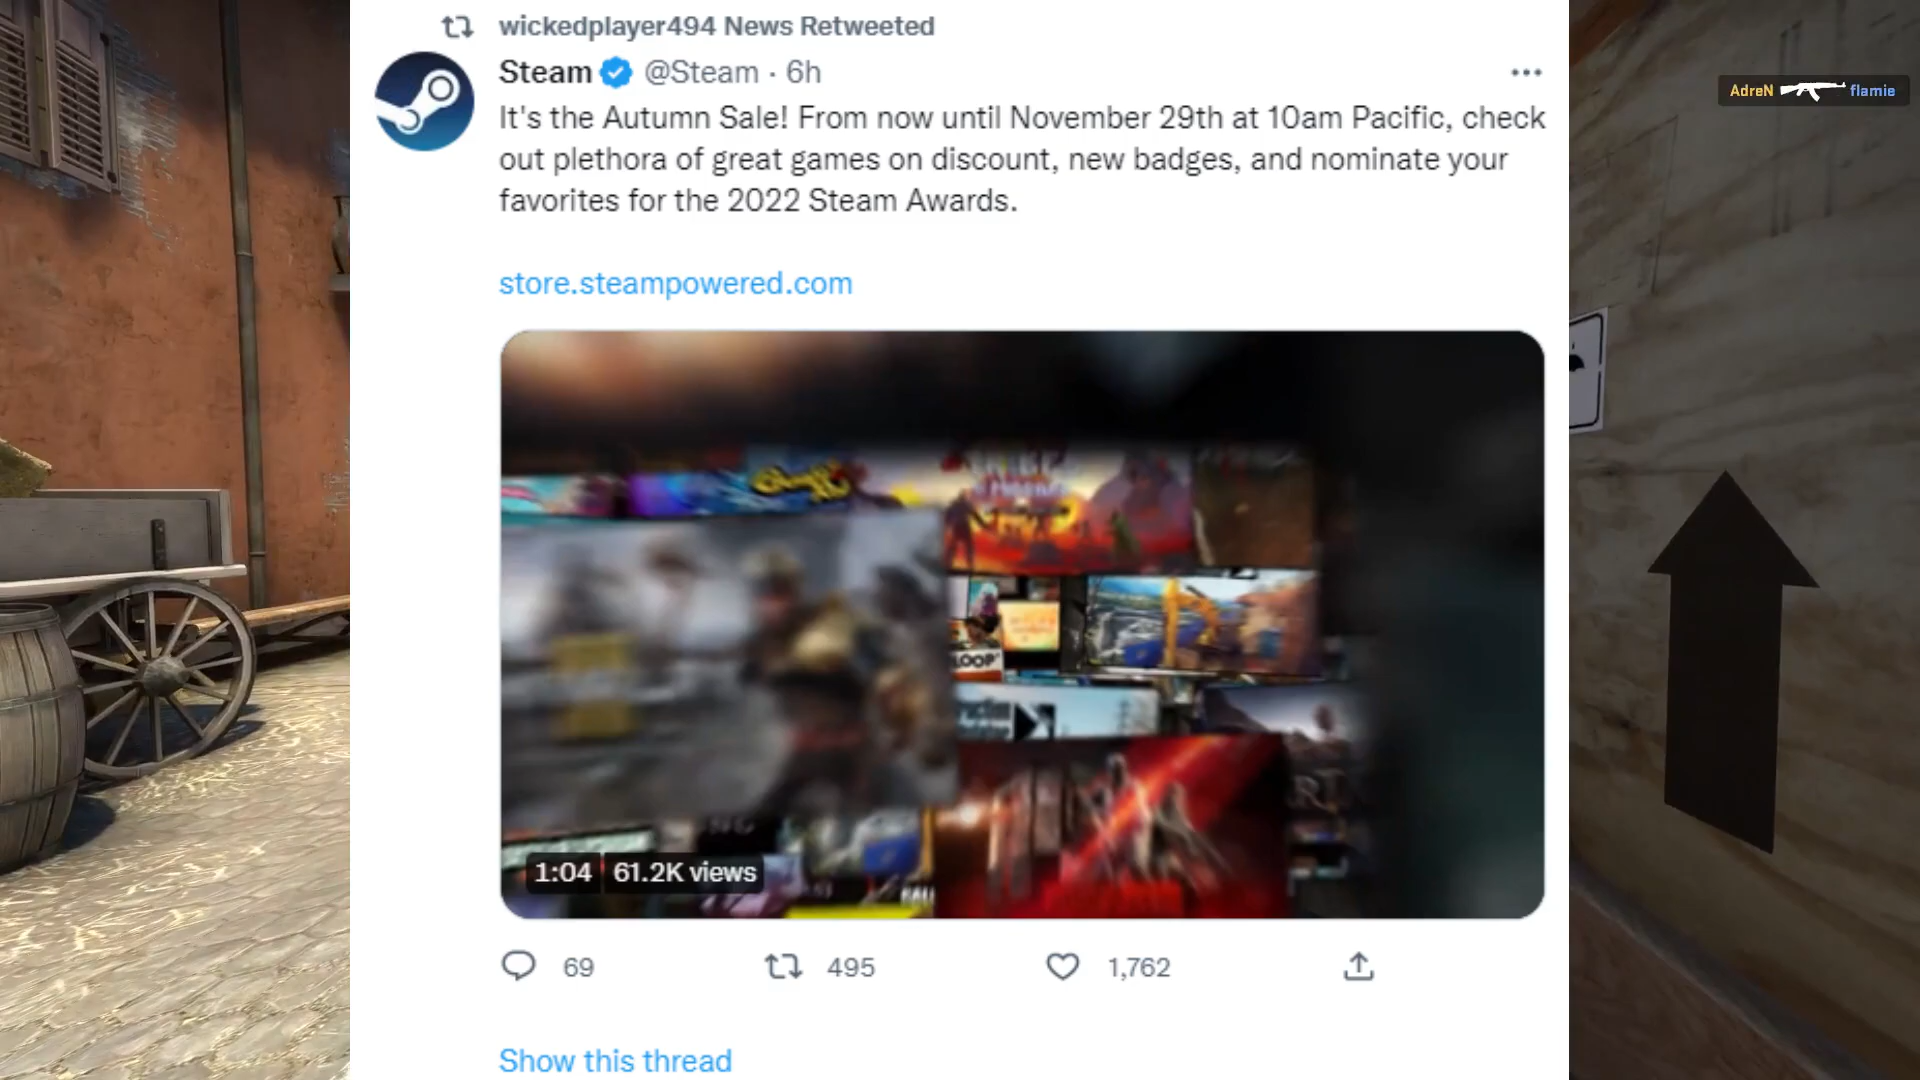 wickedplayer494 News Retweeted
Steam @Steam · 6h
It's the Autumn Sale! From now until November 29th at 10am Pacific, check
out plethora of great games on discount, new badges, and nominate your
favorites for the 2022 Steam Awards.
store.steampowered.com
LOOP
1:04 61.2K views
69 495 1,762
Show this thread
AdreN flamie